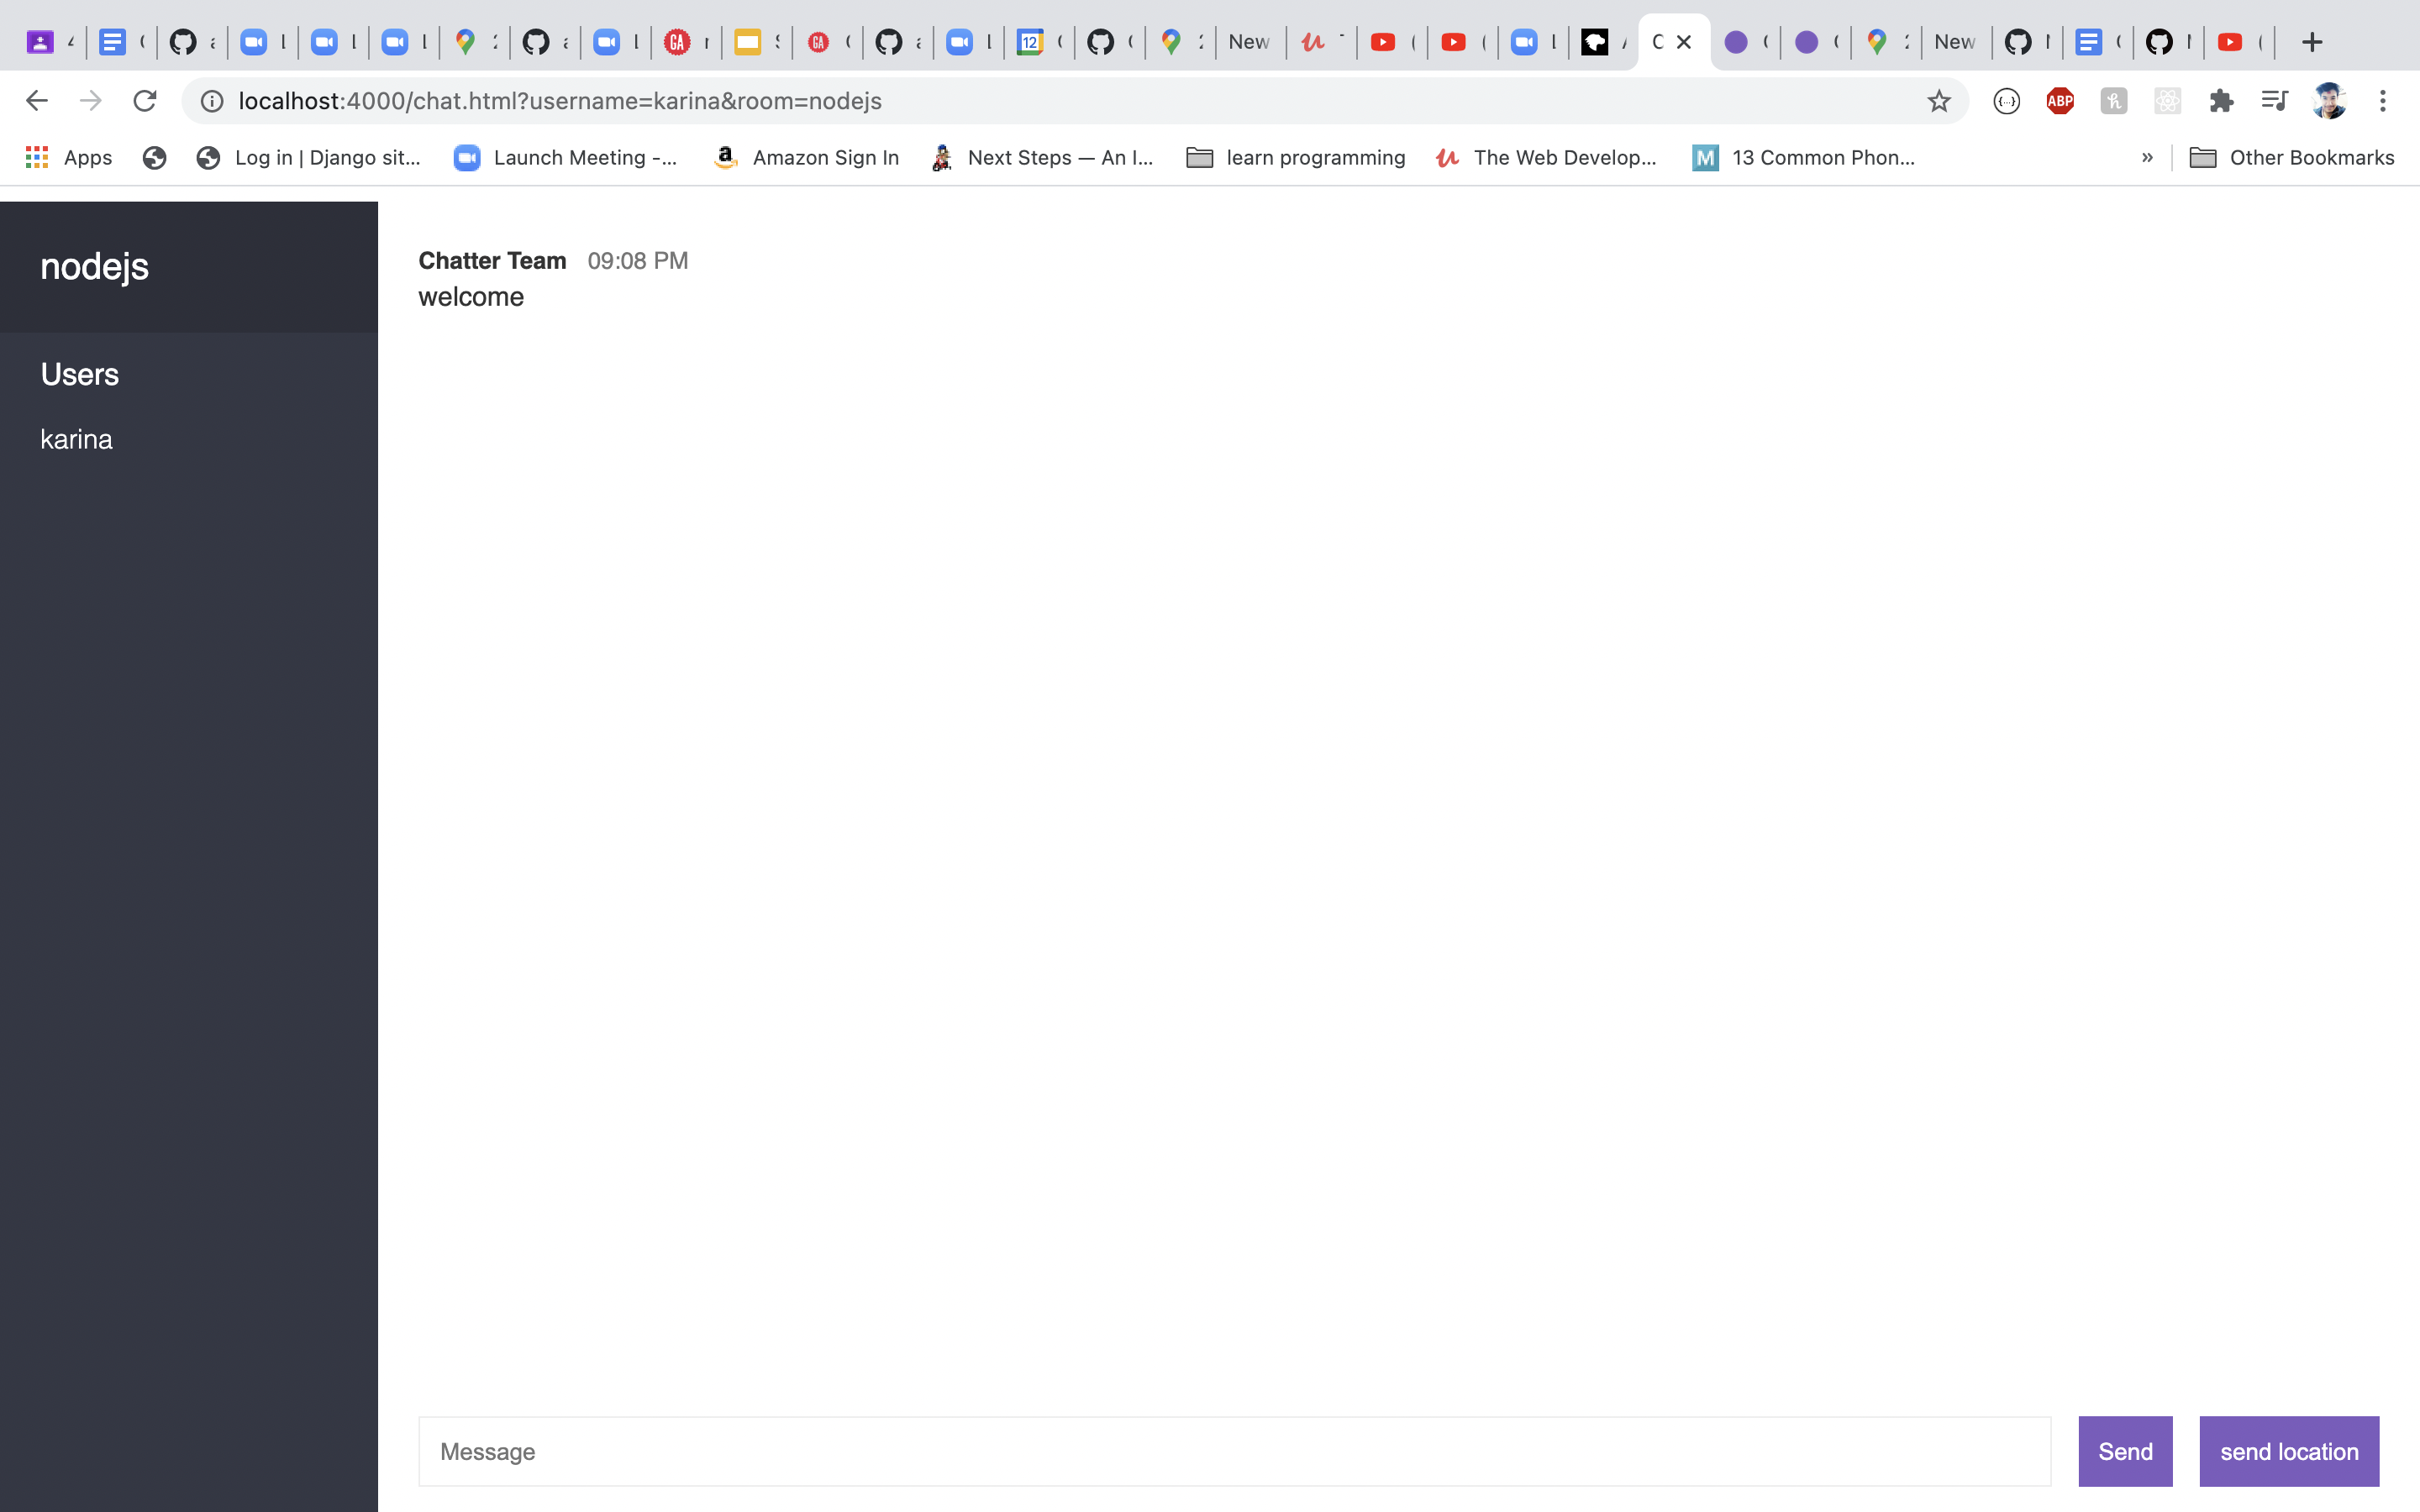 New
New
localhost:4000/chat.html?username=karina&room=nodejs
ABP
Apps
Log in | Django sit...
Launch Meeting -...
Amazon Sign In
Next Steps — An I...
learn programming
The Web Develop...
M
13 Common Phon...
»
Other Bookmarks
nodejs
Users
karina
Chatter Team 09:08 PM
welcome
Message
Send
send location